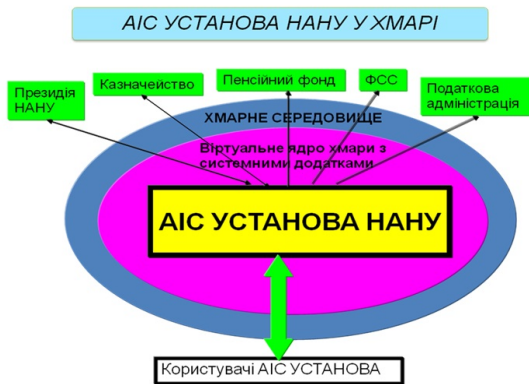 АІС УСТАНОВА НАНУ У ХМАРІ
Президія
НАНУ
Казначейство
Пенсійний фонд
ФСС
Податкова
адміністрація
ХМАРНЕ СЕРЕДОВИЩЕ
Віртуальне ядро хмари з
системними додатками
АІС УСТАНОВА НАНУ
Користувачі АІС УСТАНОВА